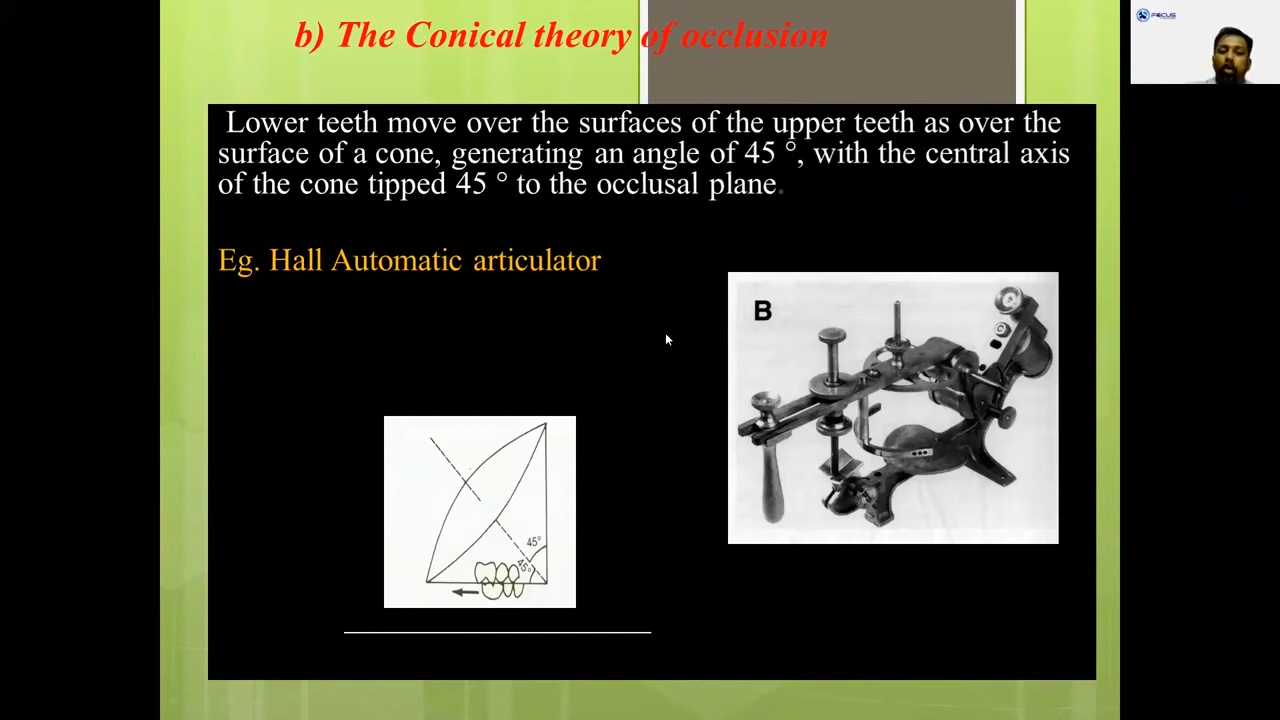 b) The Conical theory of occlusion
FOCUS
Lower teeth move over the surfaces of the upper teeth as over the
surface of a cone, generating an angle of 45 °, with the central axis
of the cone tipped 45 ° to the occlusal plane.
Eg. Hall Automatic articulator
B
45°
45°